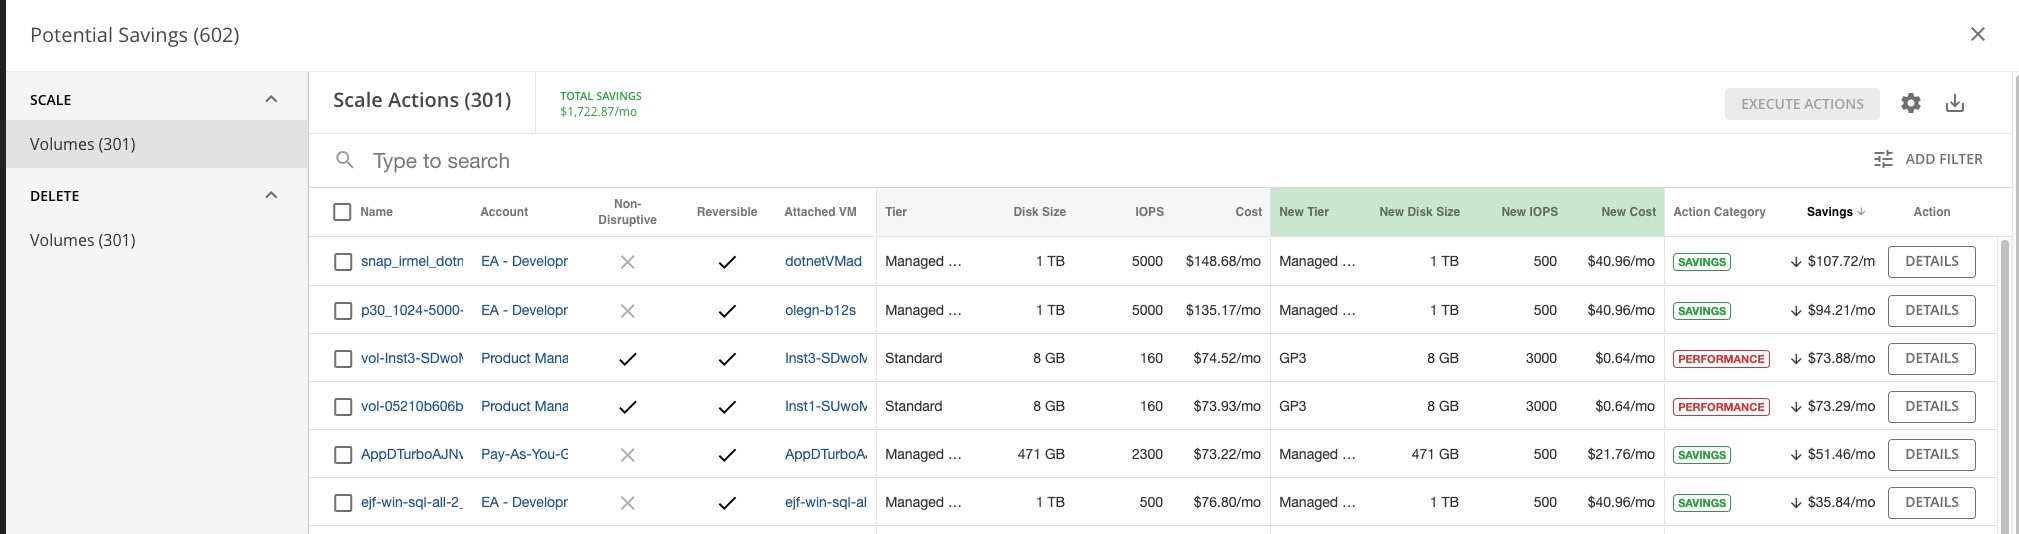 Potential Savings (602)
SCALE
Volumes (301)
DELETE
Volumes (301)
Scale Actions (301)
TOTAL SAVINGS
$1,722.87/mo
EXECUTE ACTIONS
Type to search
ADD FILTER
Name Account Non-Disruptive Reversible Attached VM Tier Disk Size IOPS Cost New Tier New Disk Size New IOPS New Cost Action Category Savings ↓ Action
snap_irmel_dotn EA - Developr dotnetVMad Managed ... 1 TB 5000 $148.68/mo Managed ... 1 TB 500 $40.96/mo SAVINGS ↓ $107.72/m DETAILS
p30_1024-5000- EA - Developr olegn-b12s Managed ... 1 TB 5000 $135.17/mo Managed ... 1 TB 500 $40.96/mo SAVINGS ↓ $94.21/mo DETAILS
vol-Inst3-SDwoM Product Mana Inst3-SDwoM Standard 8 GB 160 $74.52/mo GP3 8 GB 3000 $0.64/mo PERFORMANCE ↓ $73.88/mo DETAILS
vol-05210b606b Product Mana Inst1-SUwoM Standard 8 GB 160 $73.93/mo GP3 8 GB 3000 $0.64/mo PERFORMANCE ↓ $73.29/mo DETAILS
AppDTurboAJNv Pay-As-You-G AppDTurboA Managed ... 471 GB 2300 $73.22/mo Managed ... 471 GB 500 $21.76/mo SAVINGS ↓ $51.46/mo DETAILS
ejf-win-sql-all-2_ EA - Developr ejf-win-sql-al Managed ... 1 TB 500 $76.80/mo Managed ... 1 TB 500 $40.96/mo SAVINGS ↓ $35.84/mo DETAILS